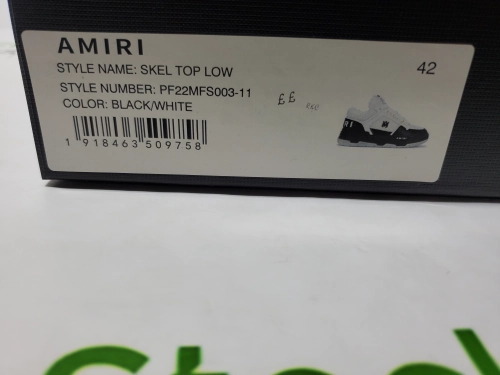 AMIRI
STYLE NAME: SKEL TOP LOW
42
STYLE NUMBER: PF22MFS003-11
COLOR: BLACK/WHITE
££
1 918463 509758